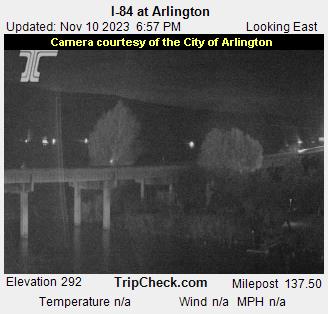 I-84 at Arlington
Updated: Nov 10 2023 6:57 PM Looking East
Camera courtesy of the City of Arlington
Elevation 292 TripCheck.com Milepost 137.50
Temperature n/a Wind n/a MPH n/a